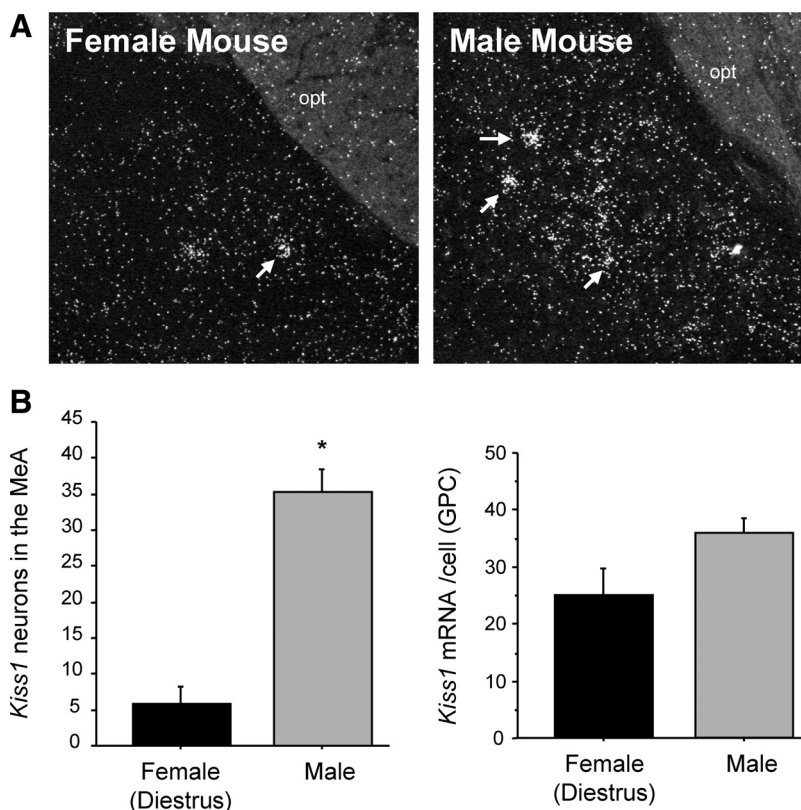 A
Female Mouse
opt
Male Mouse
opt
B
Kiss1 neurons in the MeA
45
40
35
30
25
20
15
10
5
0
*
Female
(Diestrus)
Male
Kiss1 mRNA /cell (GPC)
50
40
30
20
10
0
Female
(Diestrus)
Male